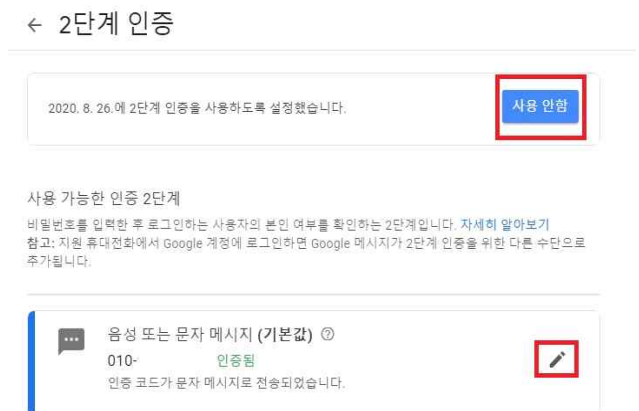 ← 2단계 인증
2020. 8. 26.에 2단계 인증을 사용하도록 설정했습니다.
사용 안함
사용 가능한 인증 2단계
비밀번호를 입력한 후 로그인하는 사용자의 본인 여부를 확인하는 2단계입니다. 자세히 알아보기
참고: 지원 휴대전화에서 Google 계정에 로그인하면 Google 메시지가 2단계 인증을 위한 다른 수단으로
추가됩니다.
음성 또는 문자 메시지 (기본값)
010- 인증됨
인증 코드가 문자 메시지로 전송되었습니다.